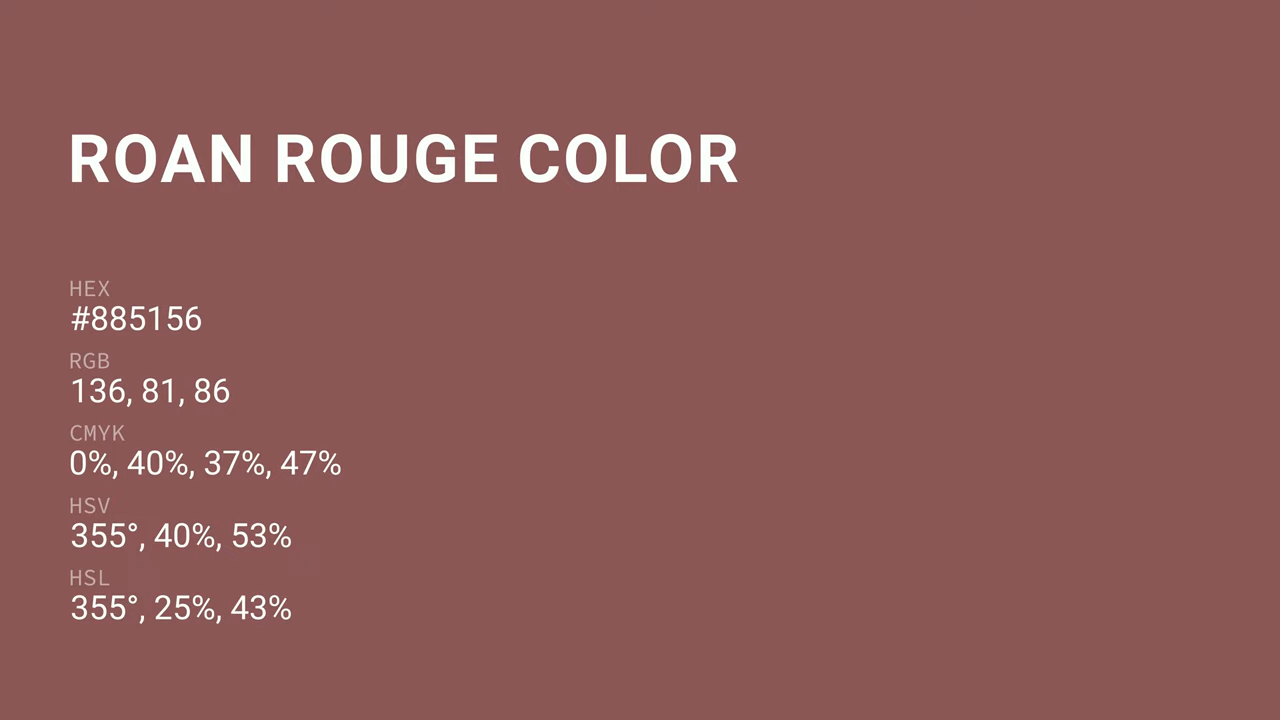 ROAN ROUGE COLOR
HEX
#885156
RGB
136, 81, 86
CMYK
0%, 40%, 37%, 47%
HSV
355°, 40%, 53%
HSL
355°, 25%, 43%